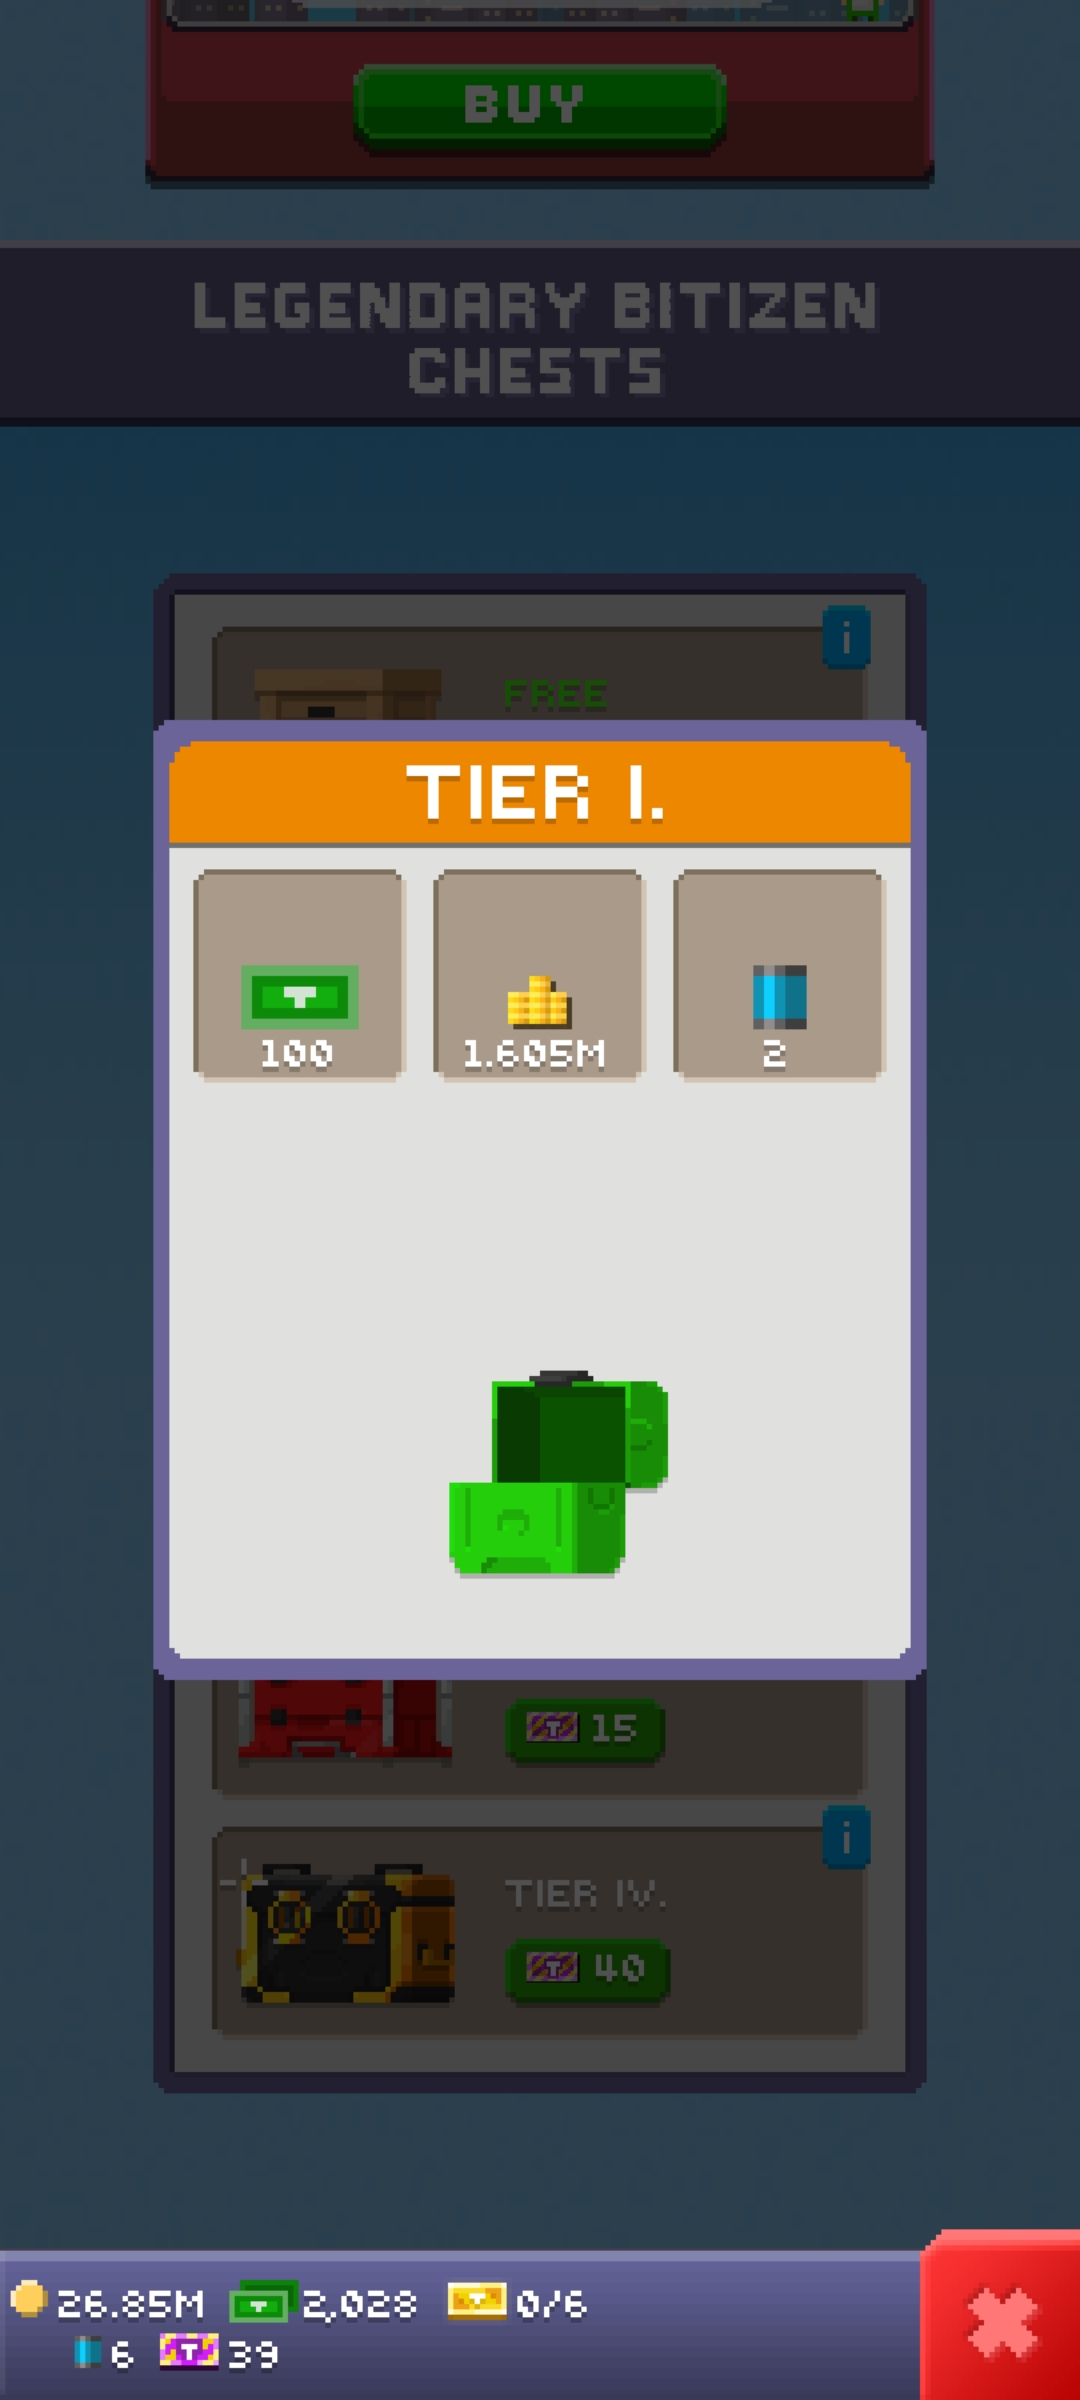 BUY
LEGENDARY BITIZEN
CHESTS
i
FREE
TIER I.
100
1.605M
2
T 15
i
TIER IV.
T 40
26.85M 2,028 0/6
6 T 39